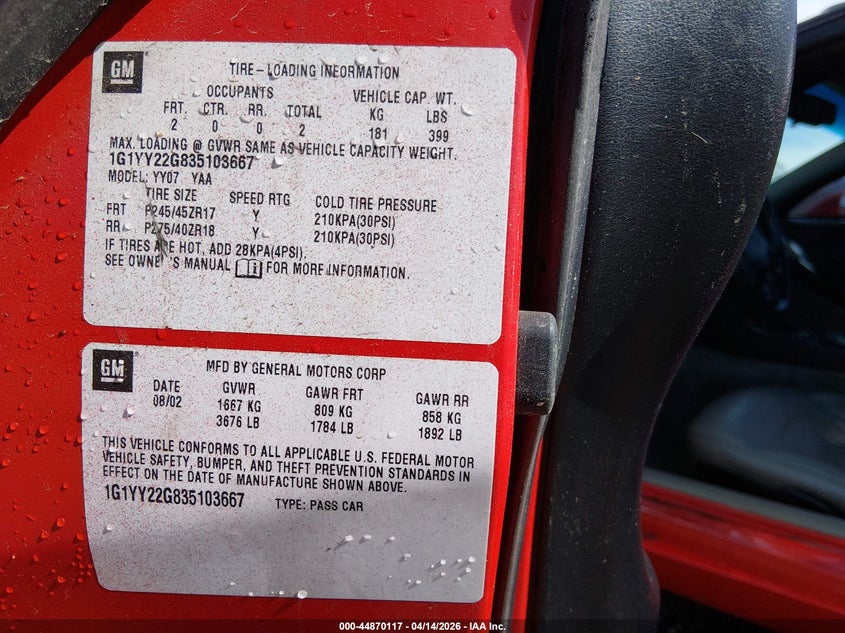 GM
TIRE-LOADING INFORMATION
OCCUPANTS VEHICLE CAP. WT.
FRT. CTR. RR. TOTAL KG LBS
2 0 0 2 181 399
MAX. LOADING @ GVWR SAME AS VEHICLE CAPACITY WEIGHT.
1G1YY22G835103667
MODEL: YY07 YAA
TIRE SIZE SPEED RTG COLD TIRE PRESSURE
FRT P245/45ZR17 Y 210KPA(30PSI)
RR P275/40ZR18 Y 210KPA(30PSI)
IF TIRES ARE HOT, ADD 28KPA(4PSI).
SEE OWNER'S MANUAL FOR MORE INFORMATION.
GM
MFD BY GENERAL MOTORS CORP
DATE GVWR GAWR FRT GAWR RR
08/02 1667 KG 809 KG 858 KG
3676 LB 1784 LB 1892 LB
THIS VEHICLE CONFORMS TO ALL APPLICABLE U.S. FEDERAL MOTOR
VEHICLE SAFETY, BUMPER, AND THEFT PREVENTION STANDARDS IN
EFFECT ON THE DATE OF MANUFACTURE SHOWN ABOVE.
1G1YY22G835103667 TYPE: PASS CAR
000-44870117 - 04/14/2026 - IAA Inc.